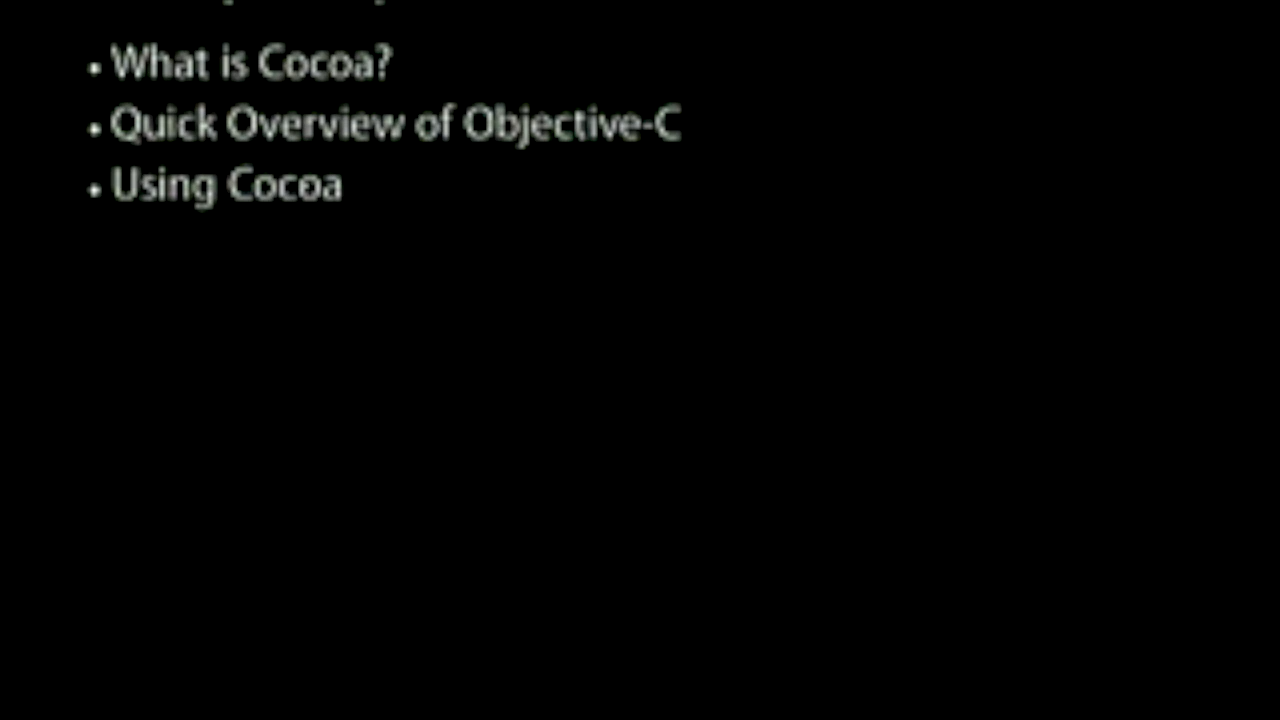 • What is Cocoa?
• Quick Overview of Objective-C
• Using Cocoa